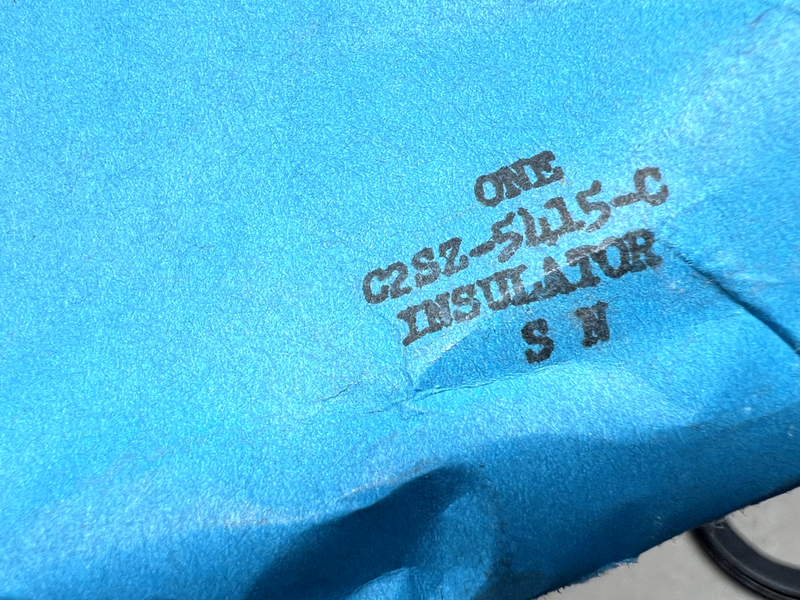 ONE
C2SZ-5415-C
INSULATOR
S N